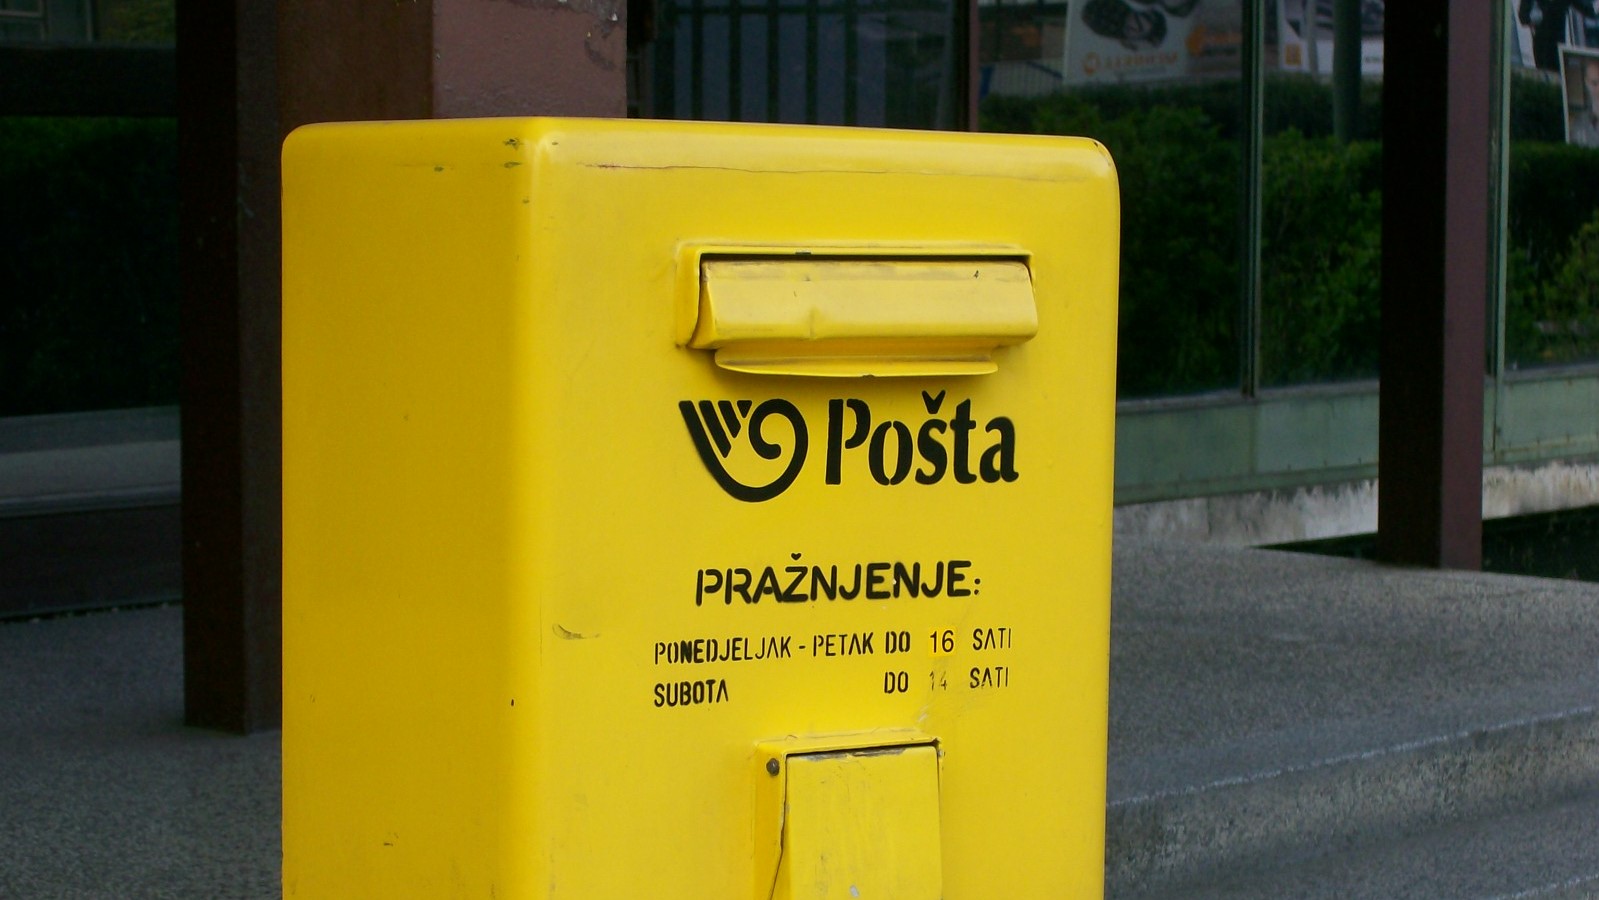 Pošta
PRAŽNJENJE:
PONEDJELJAK - PETAK DO 16 SATI
SUBOTA DO 14 SATI